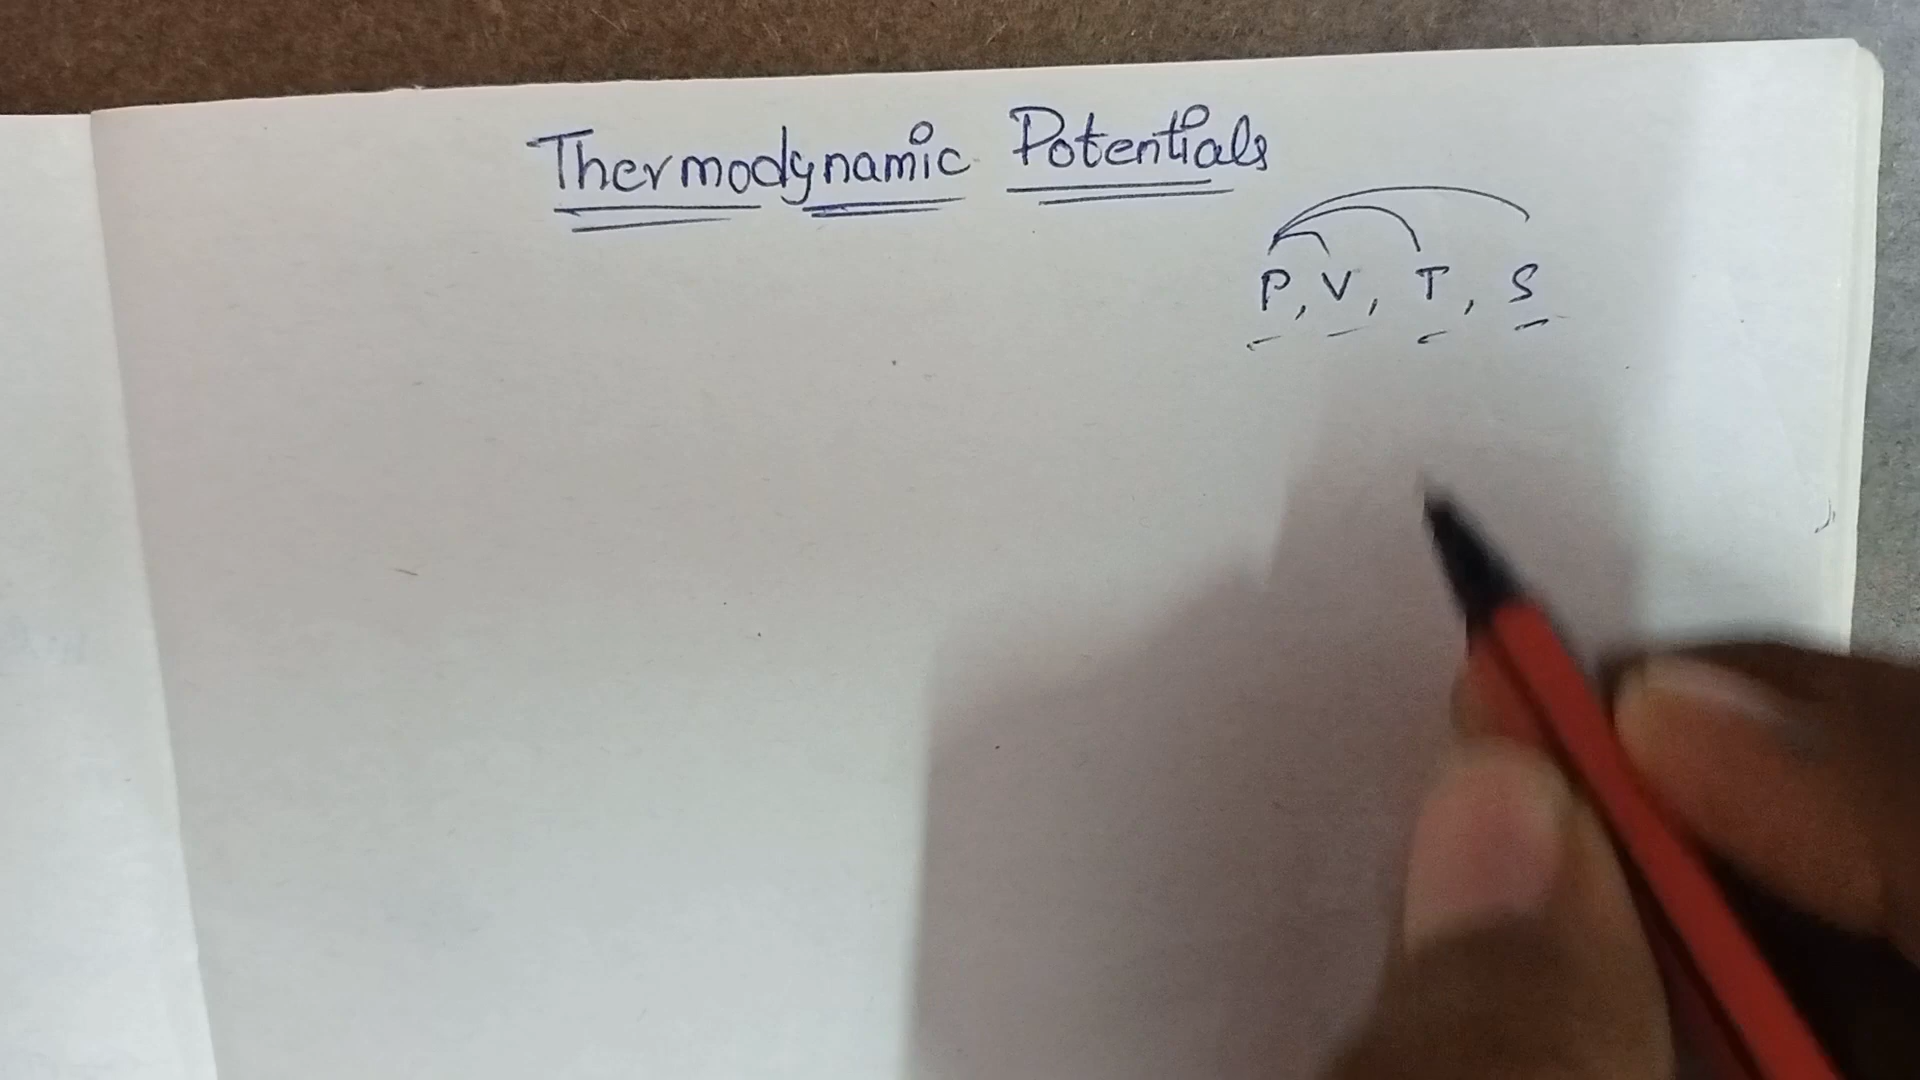 Thermodynamic Potentials
P, V, T, S